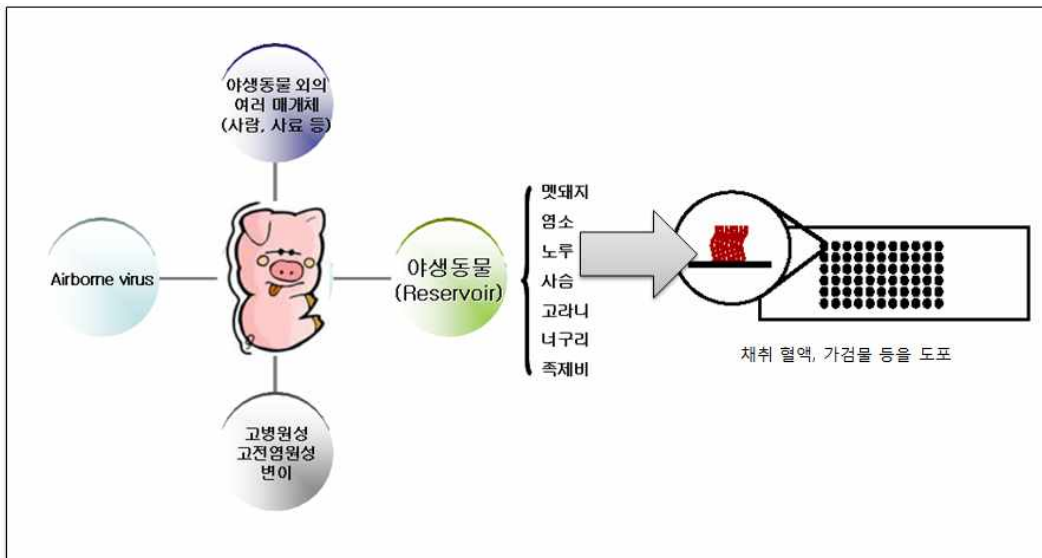 야생동물 외의
여러 매개체
(사람, 사료 등)
Airborne virus
야생동물
(Reservoir)
고병원성
고전염원성
변이
멧돼지
염소
노루
사슴
고라니
너구리
족제비
채취 혈액, 가검물 등을 도포